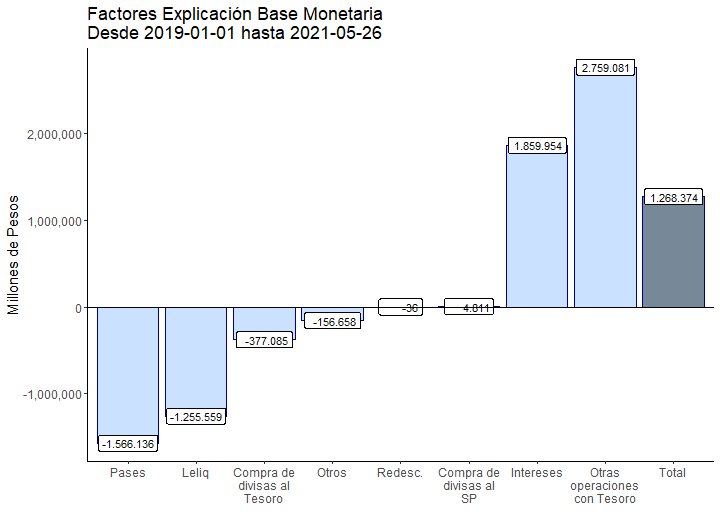 Factores Explicación Base Monetaria
Desde 2019-01-01 hasta 2021-05-26
Millones de Pesos
2,000,000
1,000,000
0
-1,000,000
-1.566.136
-1.255.559
-377.085
-156.658
-36
4.811
1.859.954
2.759.081
1.268.374
Pases
Leliq
Compra de
divisas al
Tesoro
Otros
Redesc.
Compra de
divisas al
SP
Intereses
Otras
operaciones
con Tesoro
Total